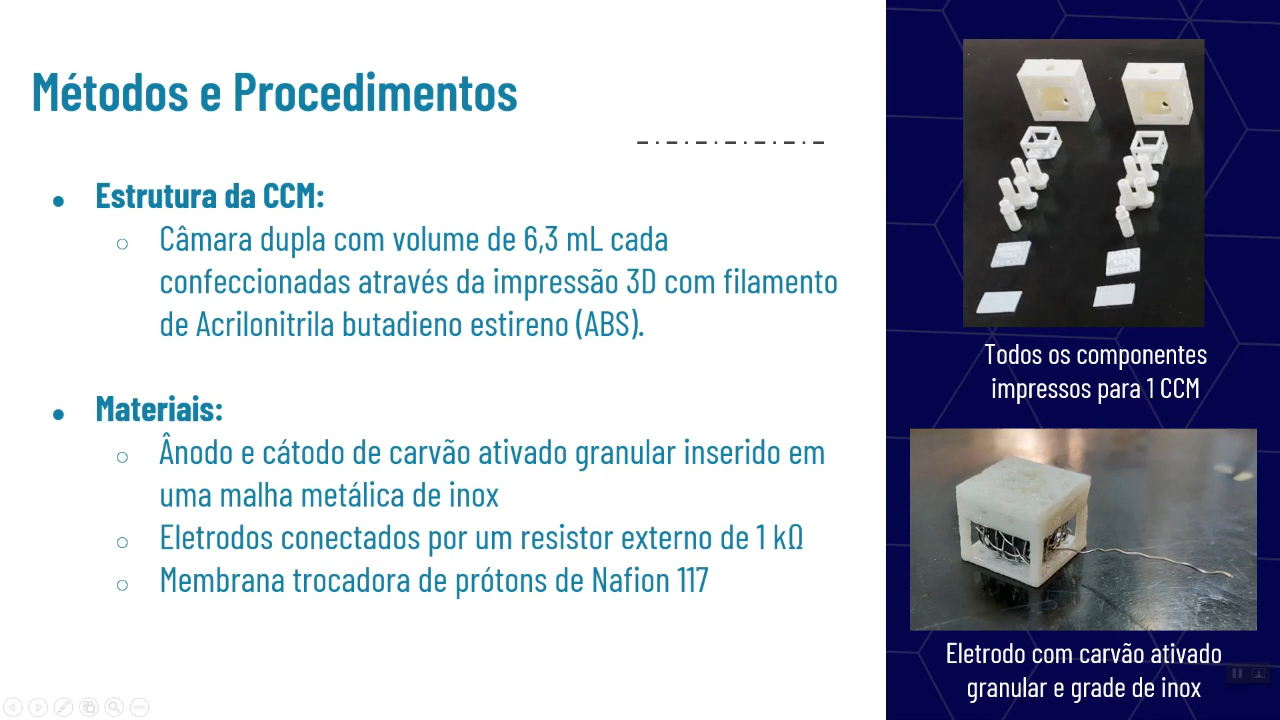 Métodos e Procedimentos
Estrutura da CCM:
Câmara dupla com volume de 6,3 mL cada
confeccionadas através da impressão 3D com filamento
de Acrilonitrila butadieno estireno (ABS).
Materiais:
Ânodo e cátodo de carvão ativado granular inserido em
uma malha metálica de inox
Eletrodos conectados por um resistor externo de 1 kΩ
Membrana trocadora de prótons de Nafion 117
Todos os componentes
impressos para 1 CCM
Eletrodo com carvão ativado
granular e grade de inox